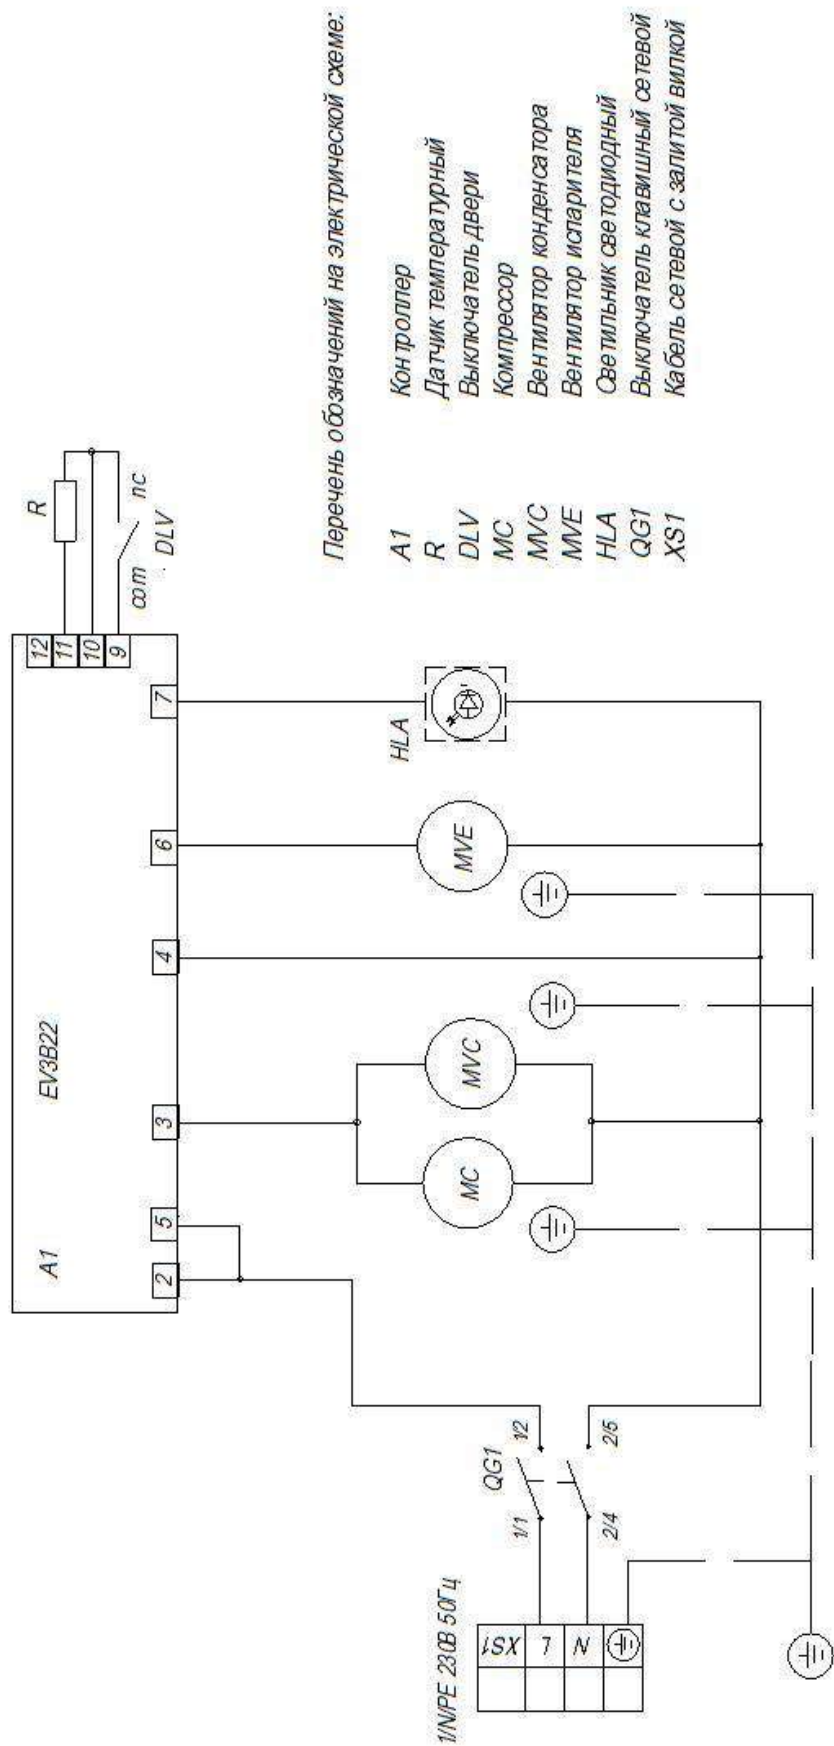 1/N/PE 230В 50Гц
XS1
L
N
QG1
1/1
1/2
2/4
2/5
A1
EV3B22
2
5
3
4
6
7
12
11
10
9
R
com
nc
DLV
MC
MVC
MVE
HLA
Перечень обозначений на электрической схеме:
A1 Контроллер
R Датчик температурный
DLV Выключатель двери
MC Компрессор
MVC Вентилятор конденсатора
MVE Вентилятор испарителя
HLA Светильник светодиодный
QG1 Выключатель клавишный сетевой
XS1 Кабель сетевой с залитой вилкой